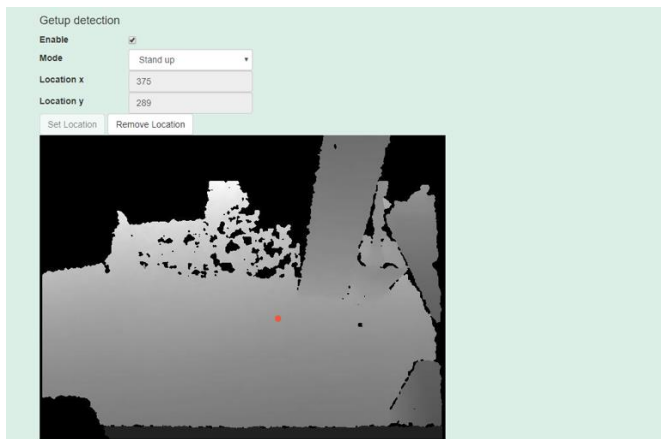 Getup detection
Enable
Mode Stand up
Location x 375
Location y 289
Set Location Remove Location